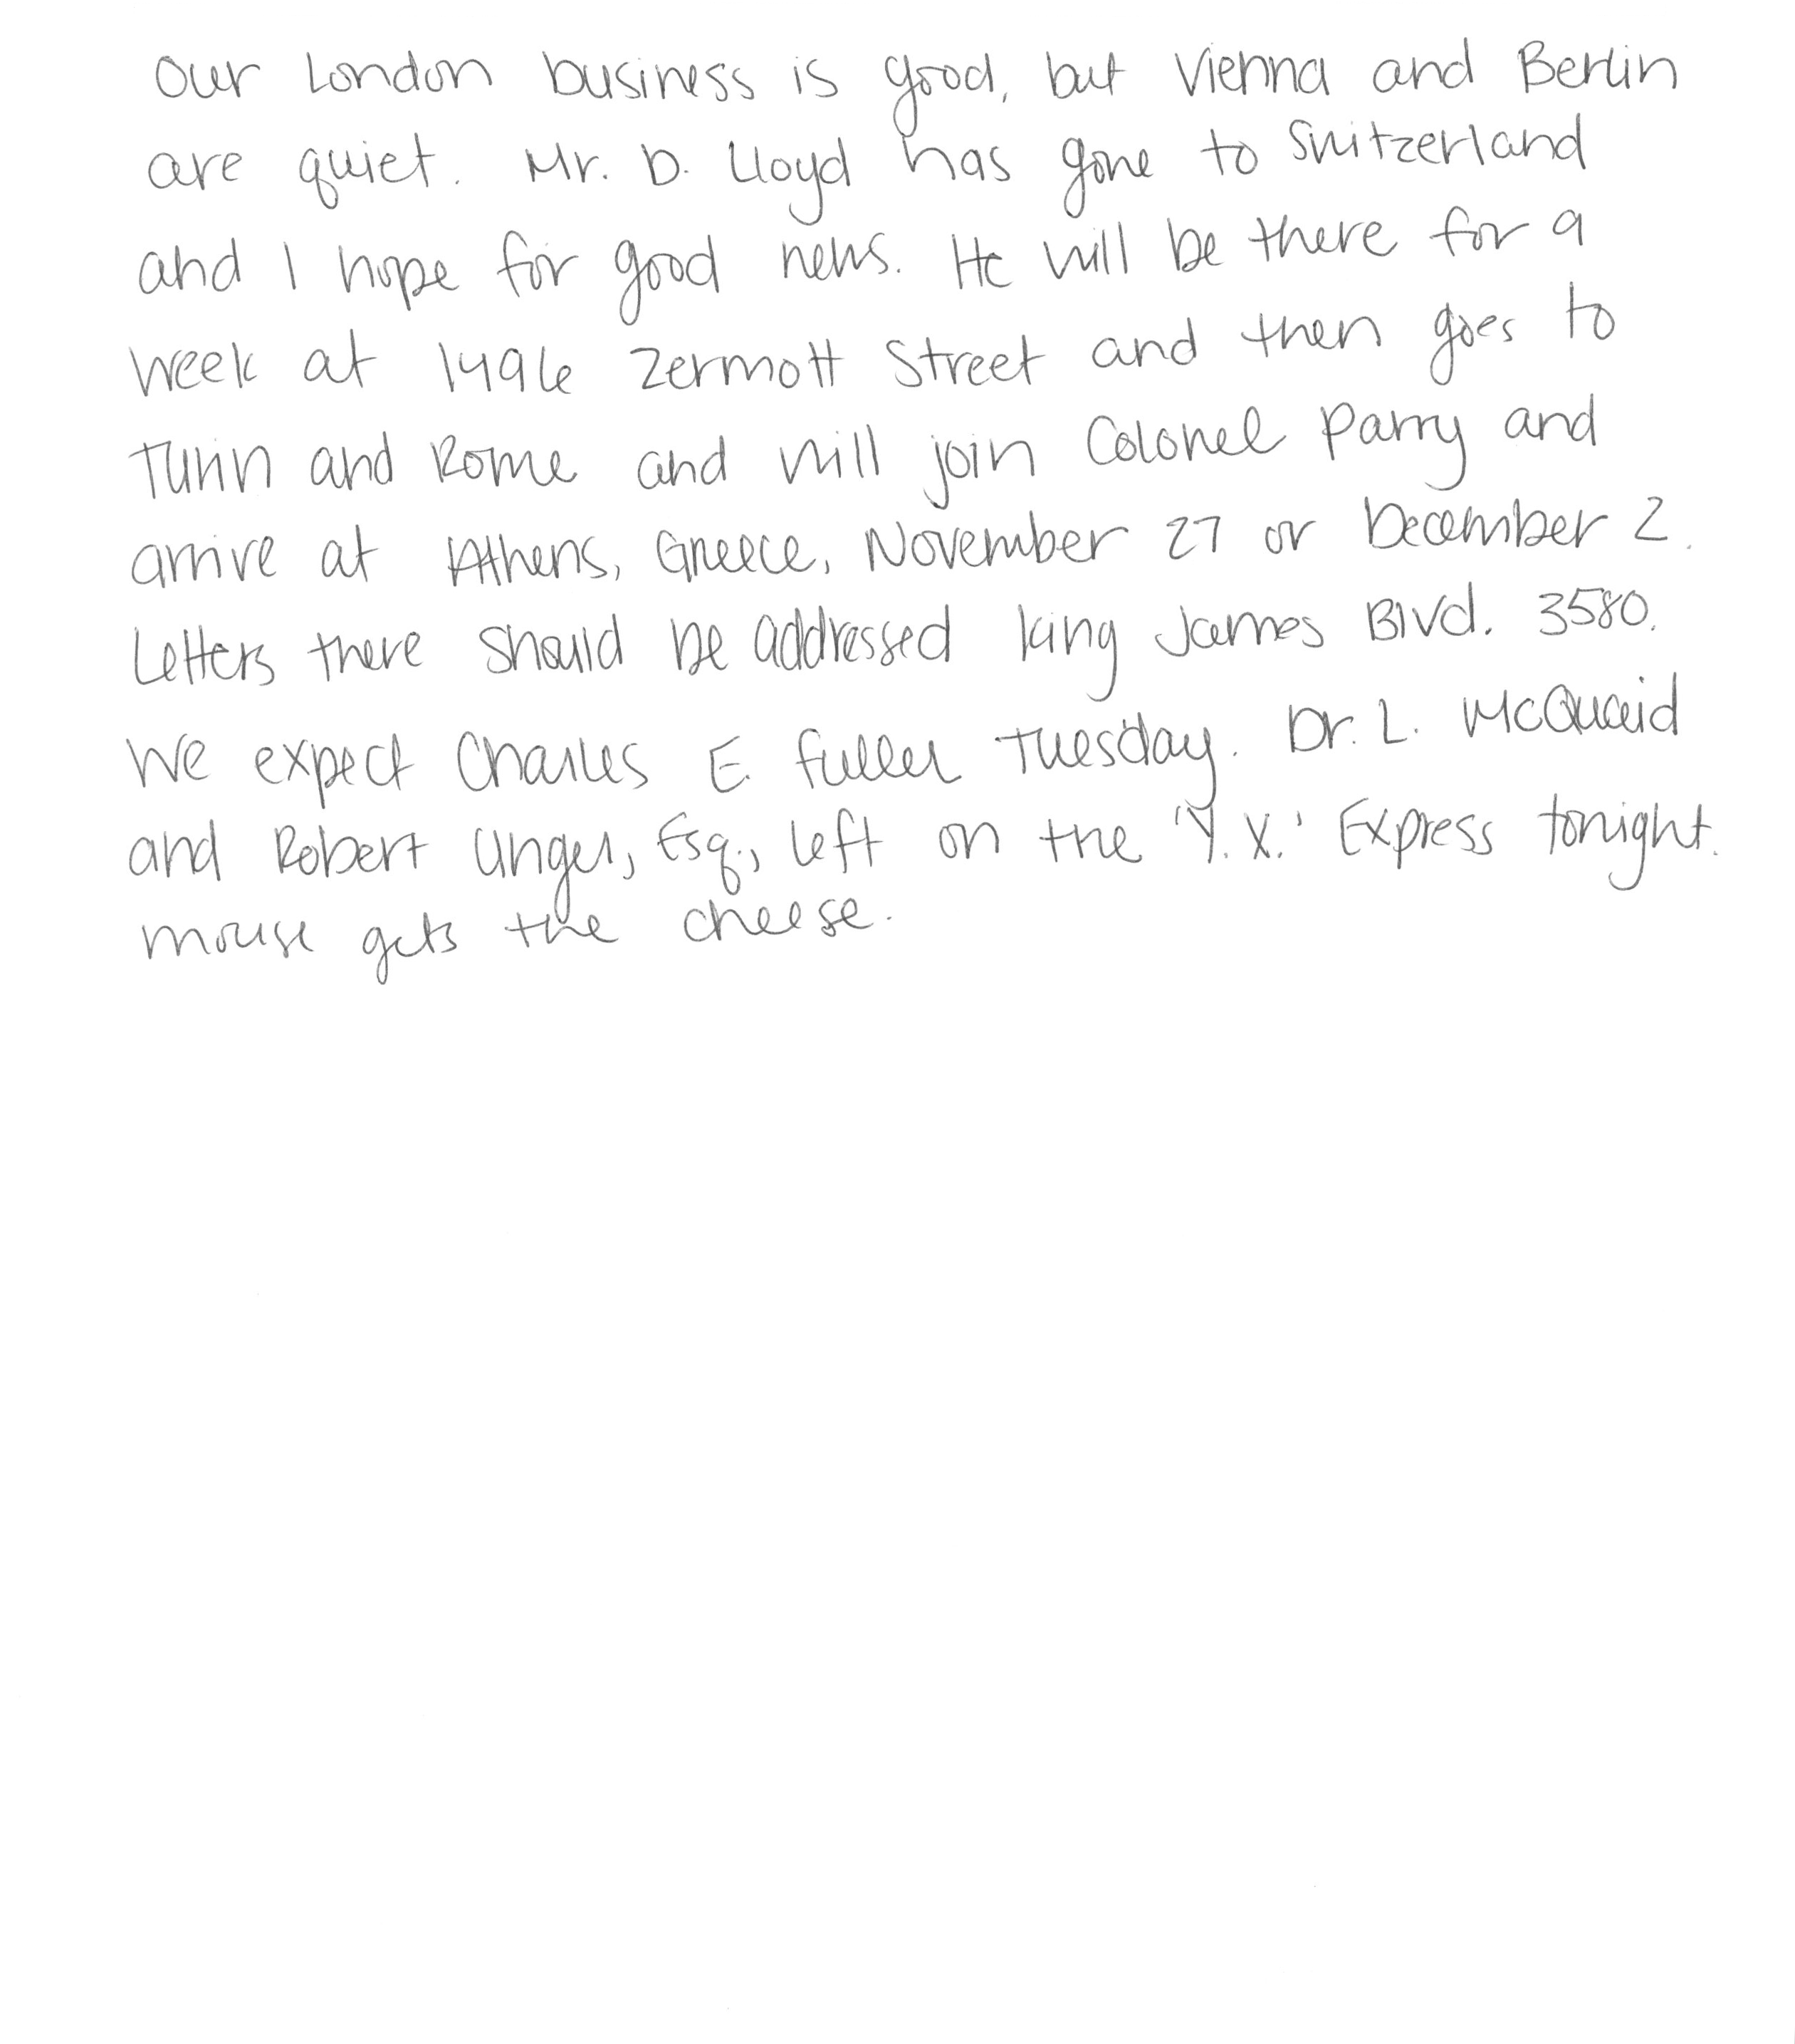 Our London business is good, but Vienna and Berlin
are quiet. Mr. D. Lloyd has gone to Switzerland
and I hope for good news. He will be there for a
week at 1496 Zermott Street and then goes to
Turin and Rome and will join Colonel Parry and
arrive at Athens, Greece, November 27 or December 2.
Letters there should be addressed King James Blvd. 3580.
We expect Charles E. Fuller Tuesday. Dr. L. McQuaid
and Robert Unger, Esq., left on the 'Y.X.' Express tonight.
mouse gets the cheese.